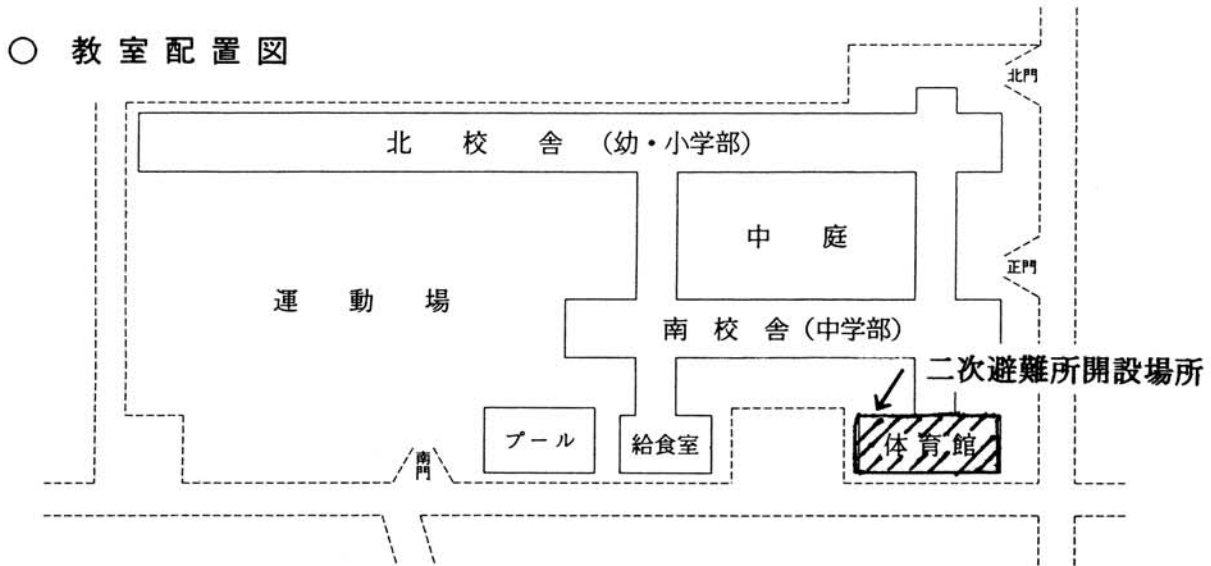 ○ 教室配置図
北門
北校舎(幼・小学部)
中庭
正門
運動場
南校舎(中学部)
二次避難所開設場所
プール
給食室
体育館
南門